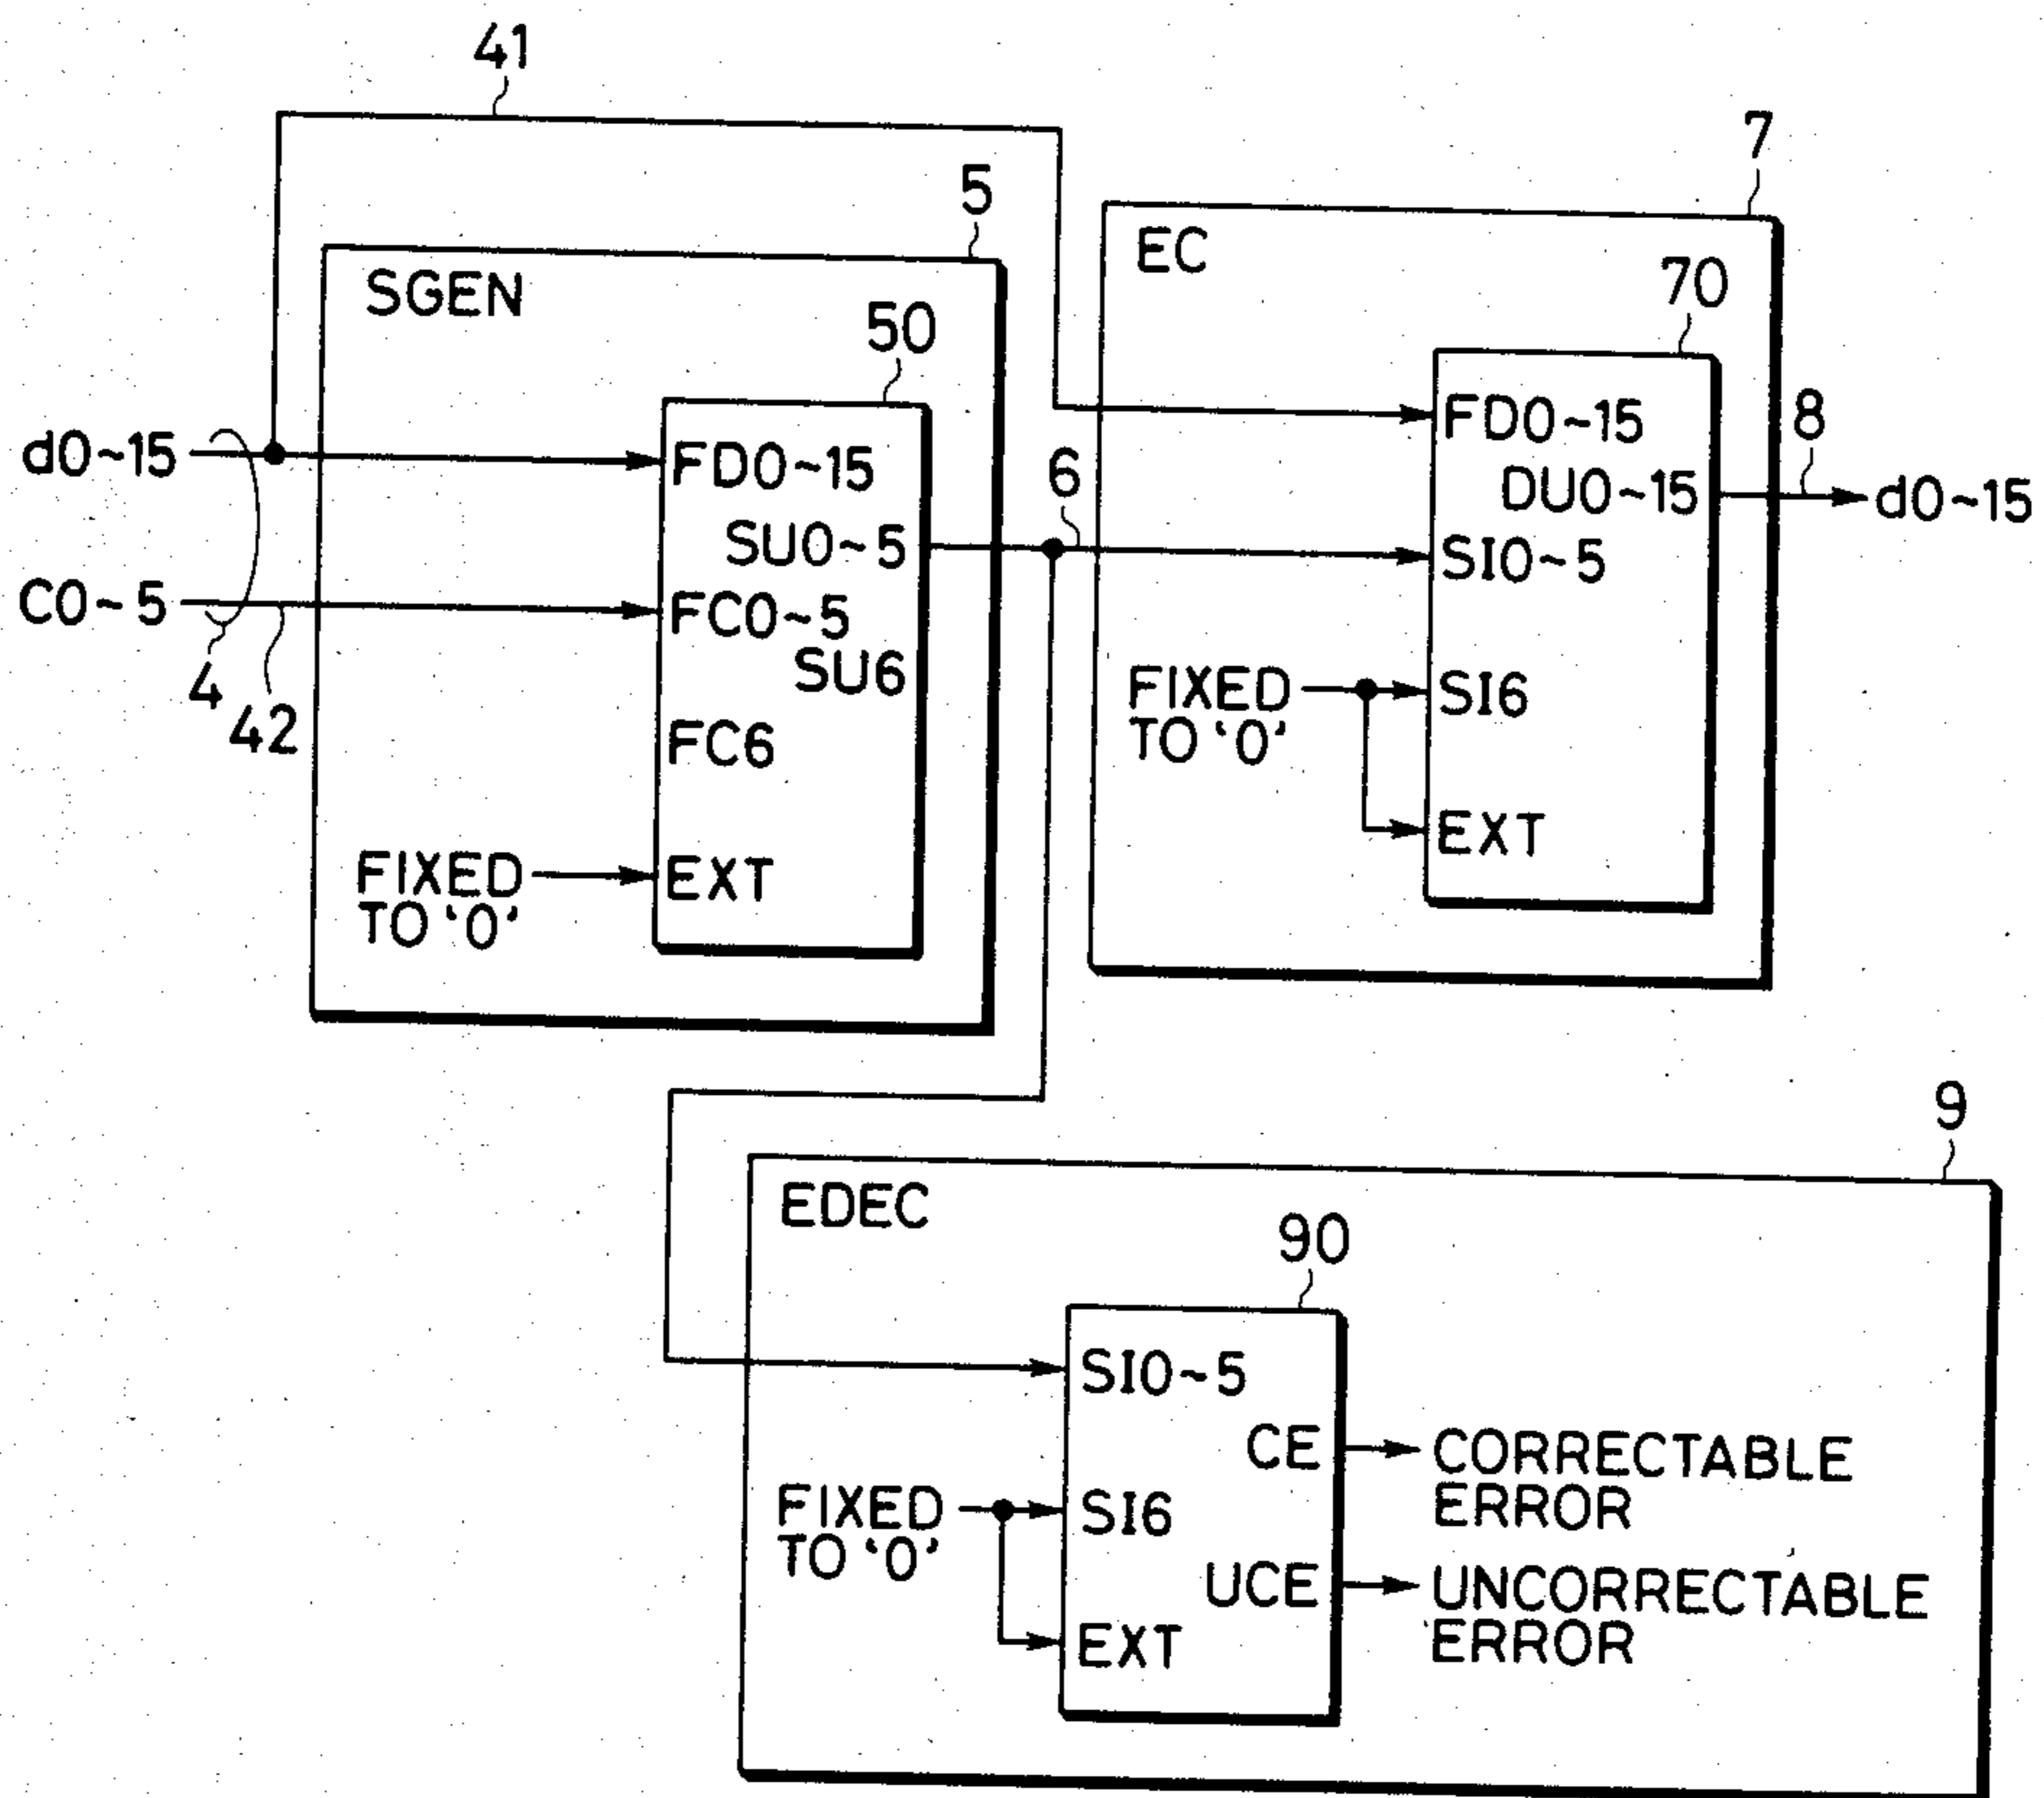 41
7
5
EC
SGEN
70
50
FD0~15
8
d0~15
FD0~15
6
DU0~15
d0~15
SU0~5
SI0~5
C0~5
FC0~5
SU6
4
FIXED
TO '0'
SI6
42
FC6
EXT
FIXED
TO '0'
EXT
9
EDEC
90
SI0~5
CE
CORRECTABLE
ERROR
FIXED
TO '0'
SI6
UCE
UNCORRECTABLE
ERROR
EXT